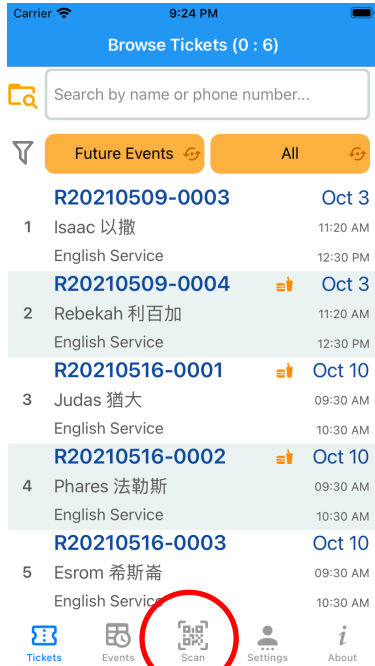 Carrier 9:24 PM
Browse Tickets (0 : 6)
Search by name or phone number...
Future Events All
R20210509-0003 Oct 3
1 Isaac 以撒 11:20 AM
English Service 12:30 PM
R20210509-0004 Oct 3
2 Rebekah 利百加 11:20 AM
English Service 12:30 PM
R20210516-0001 Oct 10
3 Judas 猶大 09:30 AM
English Service 10:30 AM
R20210516-0002 Oct 10
4 Phares 法勒斯 09:30 AM
English Service 10:30 AM
R20210516-0003 Oct 10
5 Esrom 希斯崙 09:30 AM
English Service 10:30 AM
Tickets Events Scan Settings About